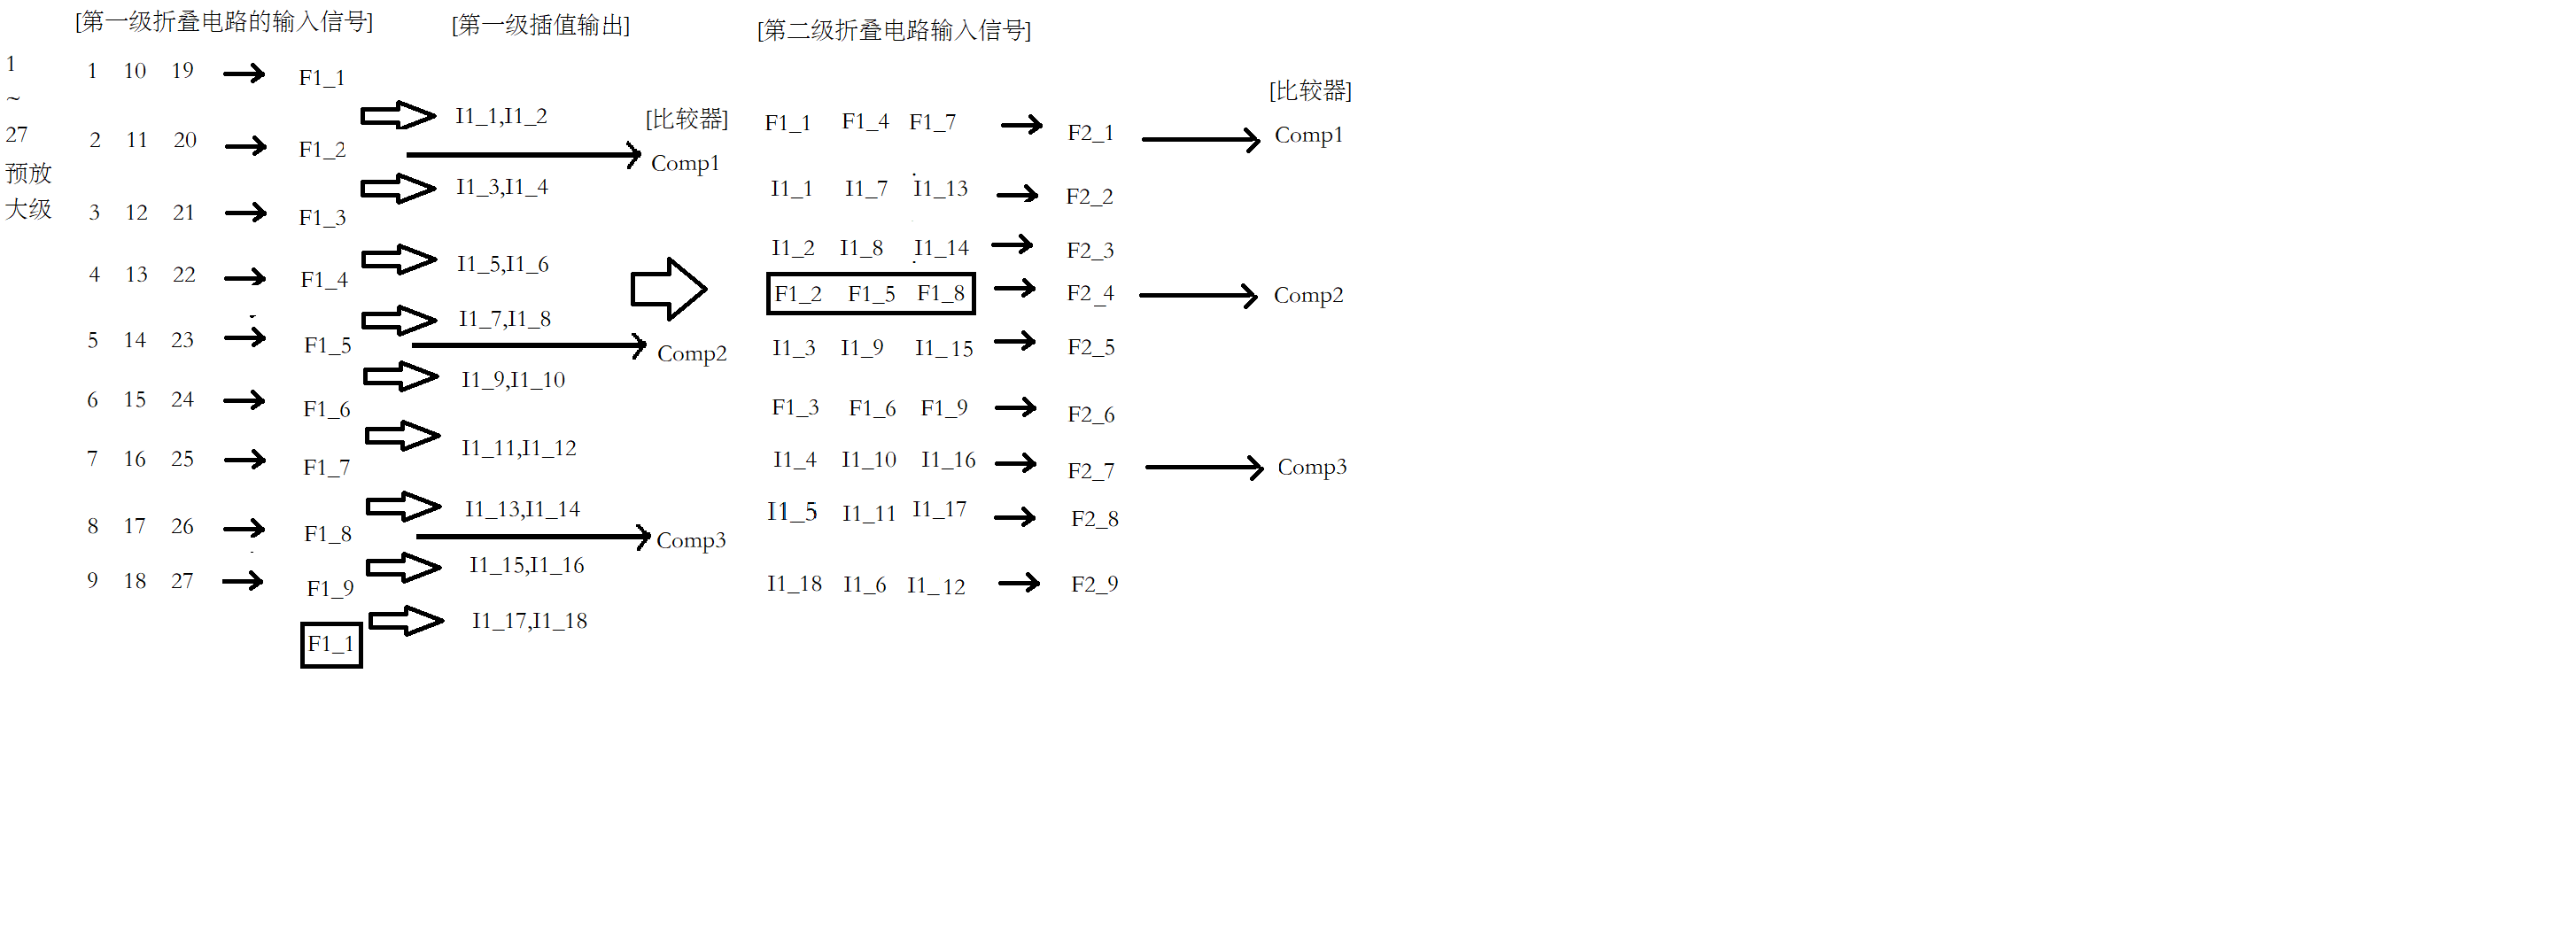 [第一级折叠电路的输入信号] [第一级插值输出] [第二级折叠电路输入信号]
[比较器]
1 1 10 19 F1_1
~
I1_1,I1_2 [比较器] F1_1 F1_4 F1_7 F2_1 Comp1
27 2 11 20 F1_2 Comp1
预放
I1_3,I1_4 I1_1 I1_7 I1_13 F2_2
大级 3 12 21 F1_3
I1_5,I1_6 I1_2 I1_8 I1_14 F2_3
4 13 22 F1_4 F1_2 F1_5 F1_8 F2_4 Comp2
I1_7,I1_8
5 14 23 F1_5 Comp2 I1_3 I1_9 I1_15 F2_5
I1_9,I1_10
6 15 24 F1_6 F1_3 F1_6 F1_9 F2_6
I1_11,I1_12
7 16 25 F1_7 I1_4 I1_10 I1_16 F2_7 Comp3
I1_13,I1_14 I1_5 I1_11 I1_17 F2_8
8 17 26 F1_8 Comp3
I1_15,I1_16
9 18 27 F1_9 I1_18 I1_6 I1_12 F2_9
I1_17,I1_18
F1_1